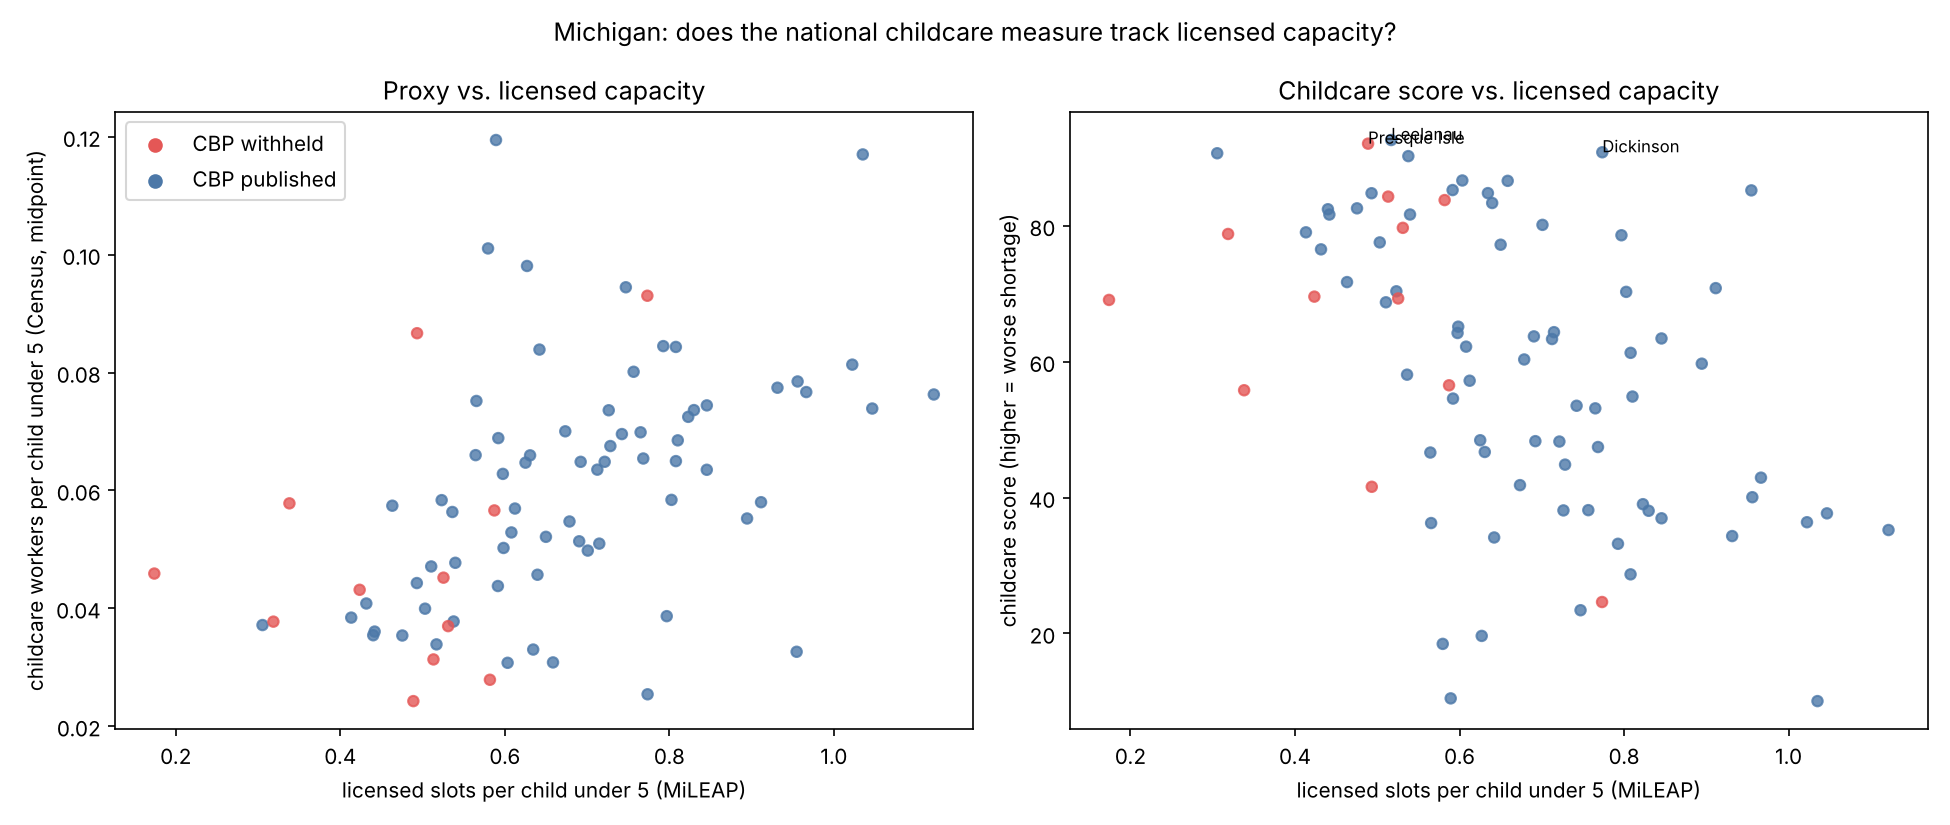 Michigan: does the national childcare measure track licensed capacity?
Proxy vs. licensed capacity
childcare workers per child under 5 (Census, midpoint)
0.12
0.10
0.08
0.06
0.04
0.02
CBP withheld
CBP published
0.2
0.4
0.6
0.8
1.0
licensed slots per child under 5 (MiLEAP)
Childcare score vs. licensed capacity
childcare score (higher = worse shortage)
80
60
40
20
Leelanau
Presque Isle
Dickinson
0.2
0.4
0.6
0.8
1.0
licensed slots per child under 5 (MiLEAP)